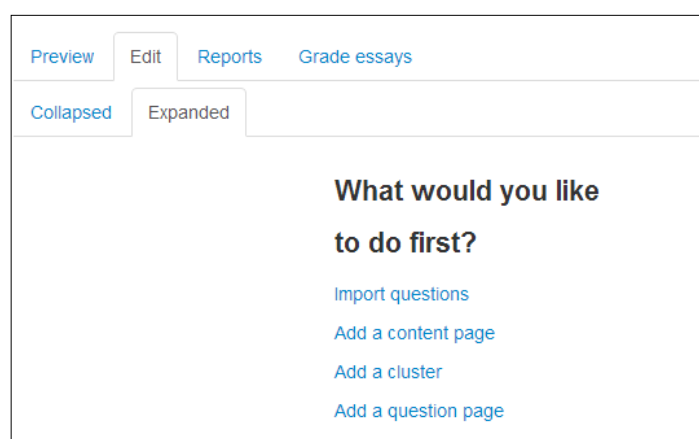 Preview Edit Reports Grade essays
Collapsed Expanded
What would you like
to do first?
Import questions
Add a content page
Add a cluster
Add a question page